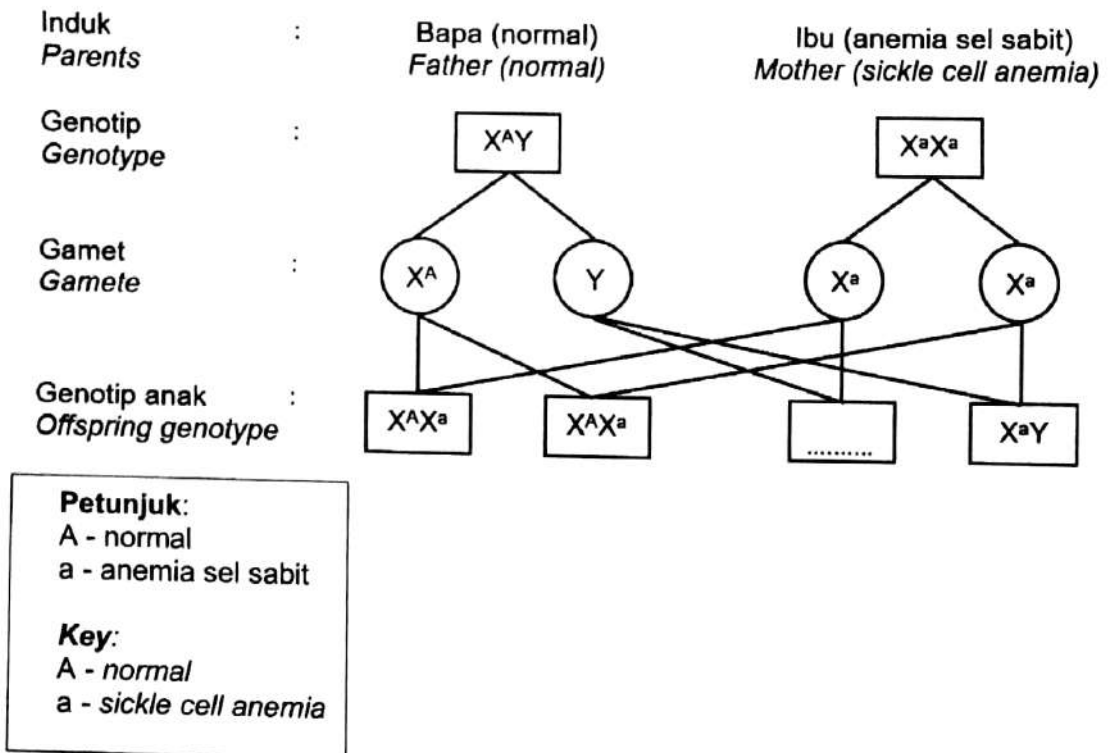 Induk : Bapa (normal) Ibu (anemia sel sabit)
Parents Father (normal) Mother (sickle cell anemia)
Genotip : XᴬY XᵃXᵃ
Genotype
Gamet : Xᴬ Y Xᵃ Xᵃ
Gamete
Genotip anak : XᴬXᵃ XᴬXᵃ .......... XᵃY
Offspring genotype
Petunjuk:
A - normal
a - anemia sel sabit
Key:
A - normal
a - sickle cell anemia